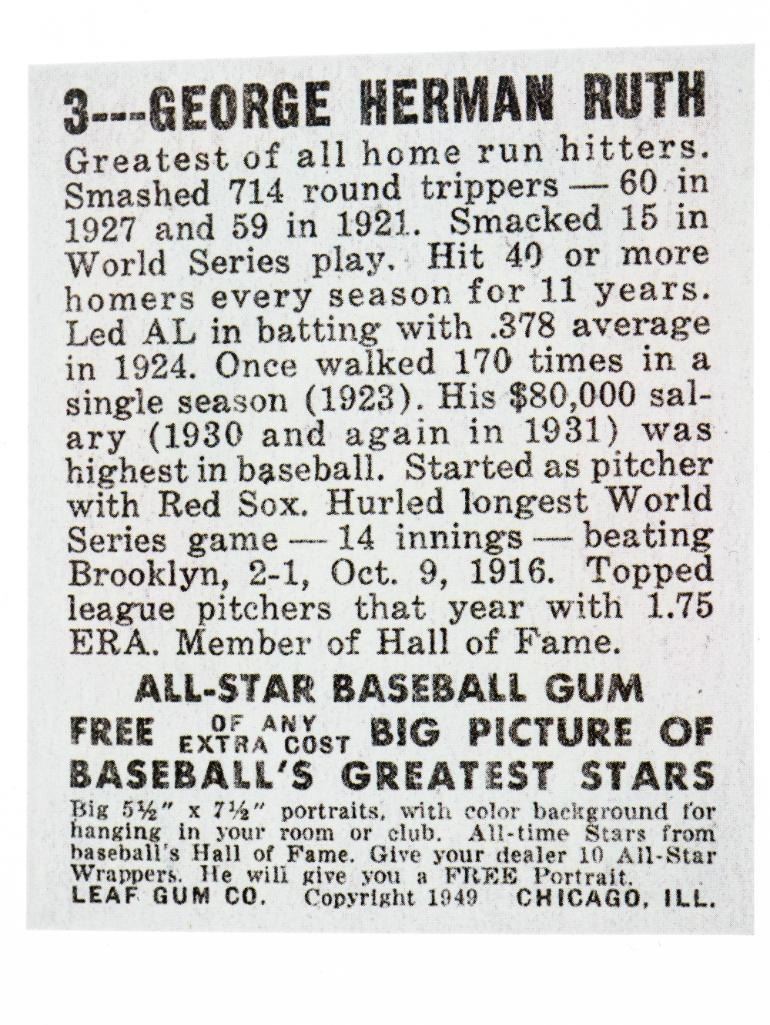 3---GEORGE HERMAN RUTH
Greatest of all home run hitters.
Smashed 714 round trippers — 60 in
1927 and 59 in 1921. Smacked 15 in
World Series play. Hit 40 or more
homers every season for 11 years.
Led AL in batting with .378 average
in 1924. Once walked 170 times in a
single season (1923). His $80,000 sal-
ary (1930 and again in 1931) was
highest in baseball. Started as pitcher
with Red Sox. Hurled longest World
Series game — 14 innings — beating
Brooklyn, 2-1, Oct. 9, 1916. Topped
league pitchers that year with 1.75
ERA. Member of Hall of Fame.
ALL-STAR BASEBALL GUM
FREE OF ANY EXTRA COST BIG PICTURE OF
BASEBALL'S GREATEST STARS
Big 5½" x 7½" portraits, with color background for
hanging in your room or club. All-time Stars from
baseball's Hall of Fame. Give your dealer 10 All-Star
Wrappers. He will give you a FREE Portrait.
LEAF GUM CO. Copyright 1949 CHICAGO, ILL.